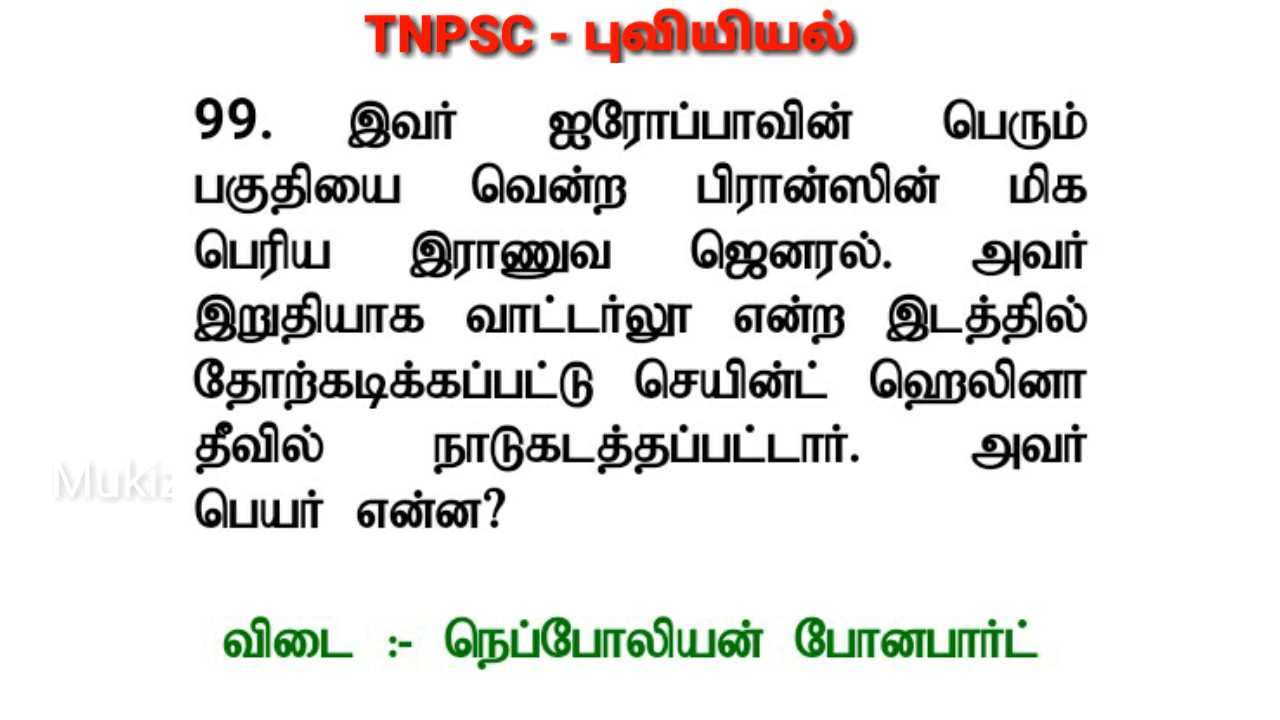 TNPSC - புவியியல்
99. இவர் ஐரோப்பாவின் பெரும்
பகுதியை வென்ற பிரான்ஸின் மிக
பெரிய இராணுவ ஜெனரல். அவர்
இறுதியாக வாட்டர்லூ என்ற இடத்தில்
தோற்கடிக்கப்பட்டு செயின்ட் ஹெலினா
தீவில் நாடுகடத்தப்பட்டார். அவர்
Mukiz
பெயர் என்ன?
விடை :- நெப்போலியன் போனபார்ட்